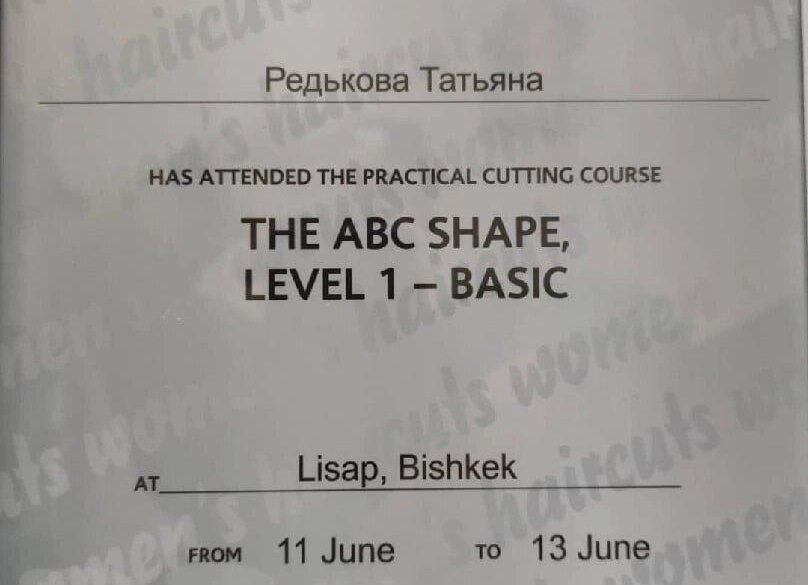 Редькова Татьяна
HAS ATTENDED THE PRACTICAL CUTTING COURSE
THE ABC SHAPE,
LEVEL 1 – BASIC
AT Lisap, Bishkek
FROM 11 June TO 13 June